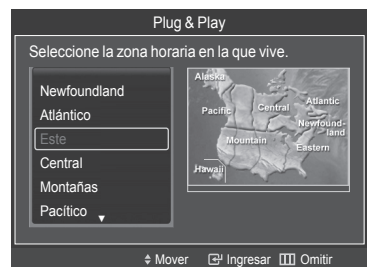 Plug & Play
Seleccione la zona horaria en la que vive.
Newfoundland
Atlántico
Este
Central
Montañas
Pacítico
Alaska
Pacific
Central
Atlantic
Newfound-
land
Mountain
Eastern
Hawaii
Mover Ingresar Omitir